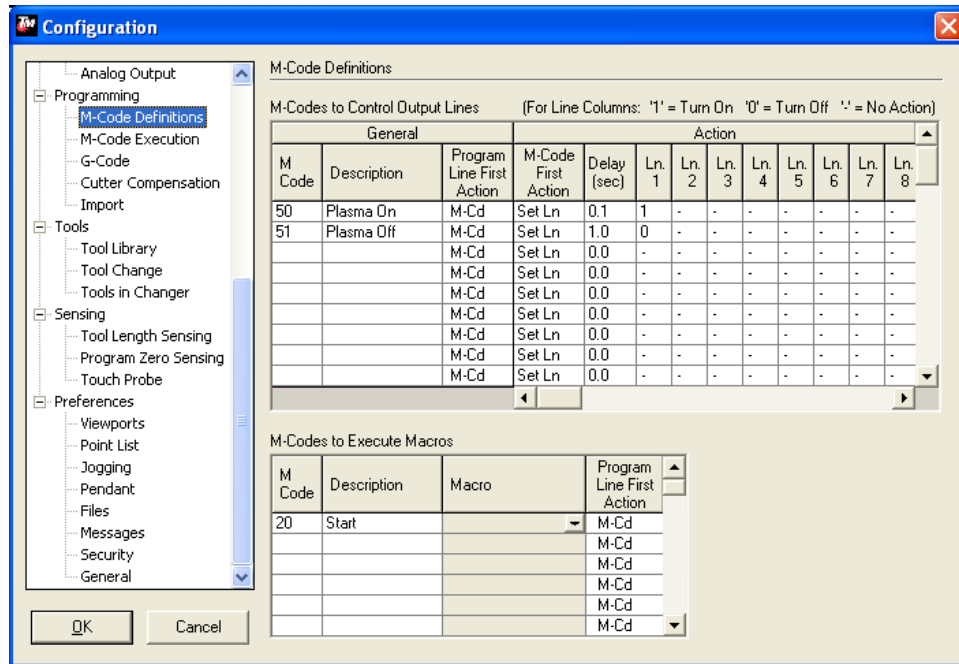 Configuration
Analog Output
Programming
M-Code Definitions
M-Code Execution
G-Code
Cutter Compensation
Import
Tools
Tool Library
Tool Change
Tools in Changer
Sensing
Tool Length Sensing
Program Zero Sensing
Touch Probe
Preferences
Viewports
Point List
Jogging
Pendant
Files
Messages
Security
General
OK Cancel
M-Code Definitions
M-Codes to Control Output Lines (For Line Columns: '1' = Turn On '0' = Turn Off '-' = No Action)
General Action
M Code Description Program Line First Action M-Code First Action Delay (sec) Ln. 1 Ln. 2 Ln. 3 Ln. 4 Ln. 5 Ln. 6 Ln. 7 Ln. 8
50 Plasma On M-Cd Set Ln 0.1 1 - - - - - - -
51 Plasma Off M-Cd Set Ln 1.0 0 - - - - - - -
M-Cd Set Ln 0.0 - - - - - - - -
M-Cd Set Ln 0.0 - - - - - - - -
M-Cd Set Ln 0.0 - - - - - - - -
M-Cd Set Ln 0.0 - - - - - - - -
M-Cd Set Ln 0.0 - - - - - - - -
M-Cd Set Ln 0.0 - - - - - - - -
M-Cd Set Ln 0.0 - - - - - - - -
M-Codes to Execute Macros
M Code Description Macro Program Line First Action
20 Start M-Cd
M-Cd
M-Cd
M-Cd
M-Cd
M-Cd